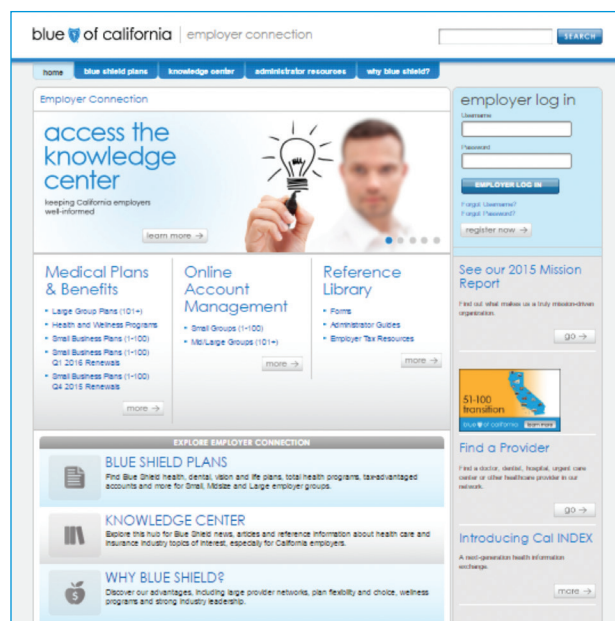 blue of california employer connection
SEARCH
home blue shield plans knowledge center administrator resources why blue shield?
Employer Connection
access the
knowledge
center
keeping California employers
well-informed
learn more →
employer log in
Username
Password
EMPLOYER LOG IN
Forgot Username?
Forgot Password?
register now →
Medical Plans
& Benefits
• Large Group Plans (101+)
• Health and Wellness Programs
• Small Business Plans (1-100)
• Small Business Plans (1-100)
Q1 2016 Renewals
• Small Business Plans (1-100)
Q4 2015 Renewals
more →
Online
Account
Management
• Small Groups (1-100)
• Mid/Large Groups (101+)
more →
Reference
Library
• Forms
• Administrator Guides
• Employer Tax Resources
more →
See our 2015 Mission
Report
Find out what makes us a truly mission-driven
organization.
go →
51-100
transition
blue of california learn more
Find a Provider
Find a doctor, dentist, hospital, urgent care
center or other healthcare provider in our
network.
go →
Introducing Cal INDEX
A next-generation health information
exchange.
more →
EXPLORE EMPLOYER CONNECTION
BLUE SHIELD PLANS
Find Blue Shield health, dental, vision and life plans, total health programs, tax-advantaged
accounts and more for Small, Midsize and Large employer groups.
KNOWLEDGE CENTER
Explore this hub for Blue Shield news, articles and reference information about health care and
insurance industry topics of interest, especially for California employers.
WHY BLUE SHIELD?
Discover our advantages, including large provider networks, plan flexibility and choice, wellness
programs and strong industry leadership.